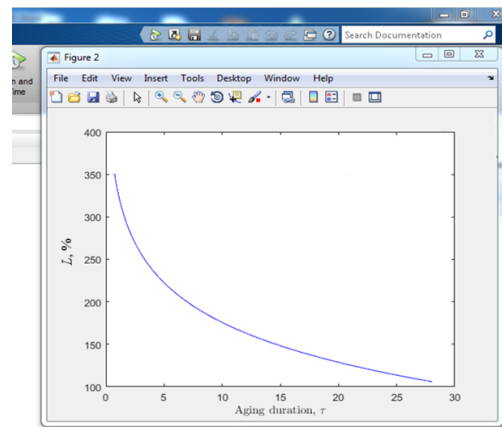 Search Documentation
n and
ime
Figure 2
File Edit View Insert Tools Desktop Window Help
400
350
300
250
200
150
100
L, %
0 5 10 15 20 25 30
Aging duration, τ